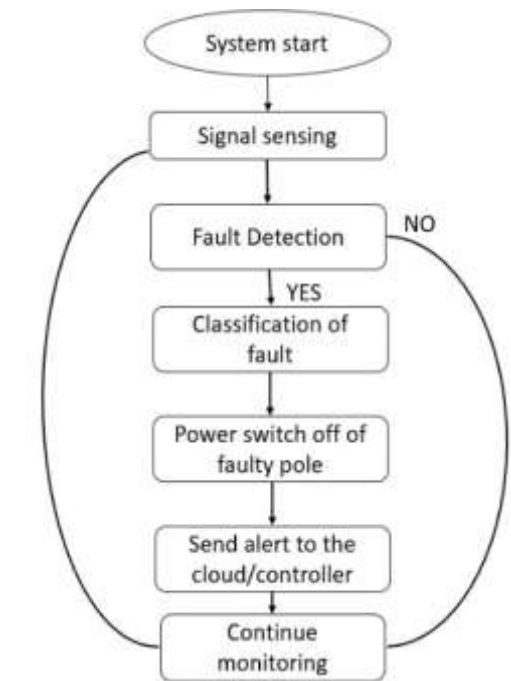 System start
Signal sensing
Fault Detection
NO
YES
Classification of
fault
Power switch off of
faulty pole
Send alert to the
cloud/controller
Continue
monitoring